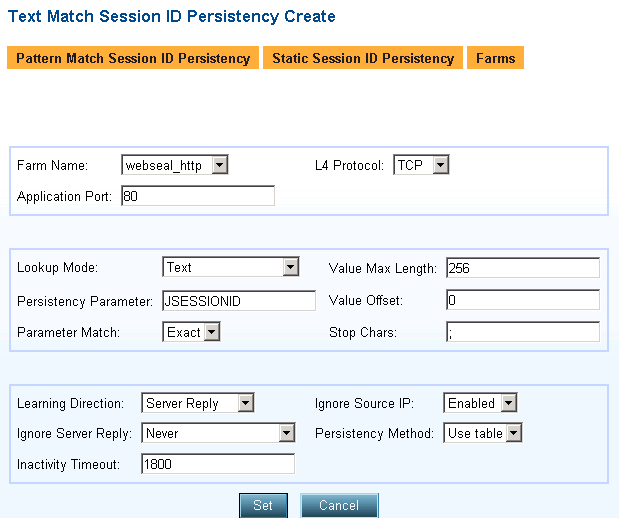 Text Match Session ID Persistency Create
Pattern Match Session ID Persistency Static Session ID Persistency Farms
Farm Name: webseal_http L4 Protocol: TCP
Application Port: 80
Lookup Mode: Text Value Max Length: 256
Persistency Parameter: JSESSIONID Value Offset: 0
Parameter Match: Exact Stop Chars: ;
Learning Direction: Server Reply Ignore Source IP: Enabled
Ignore Server Reply: Never Persistency Method: Use table
Inactivity Timeout: 1800
Set Cancel